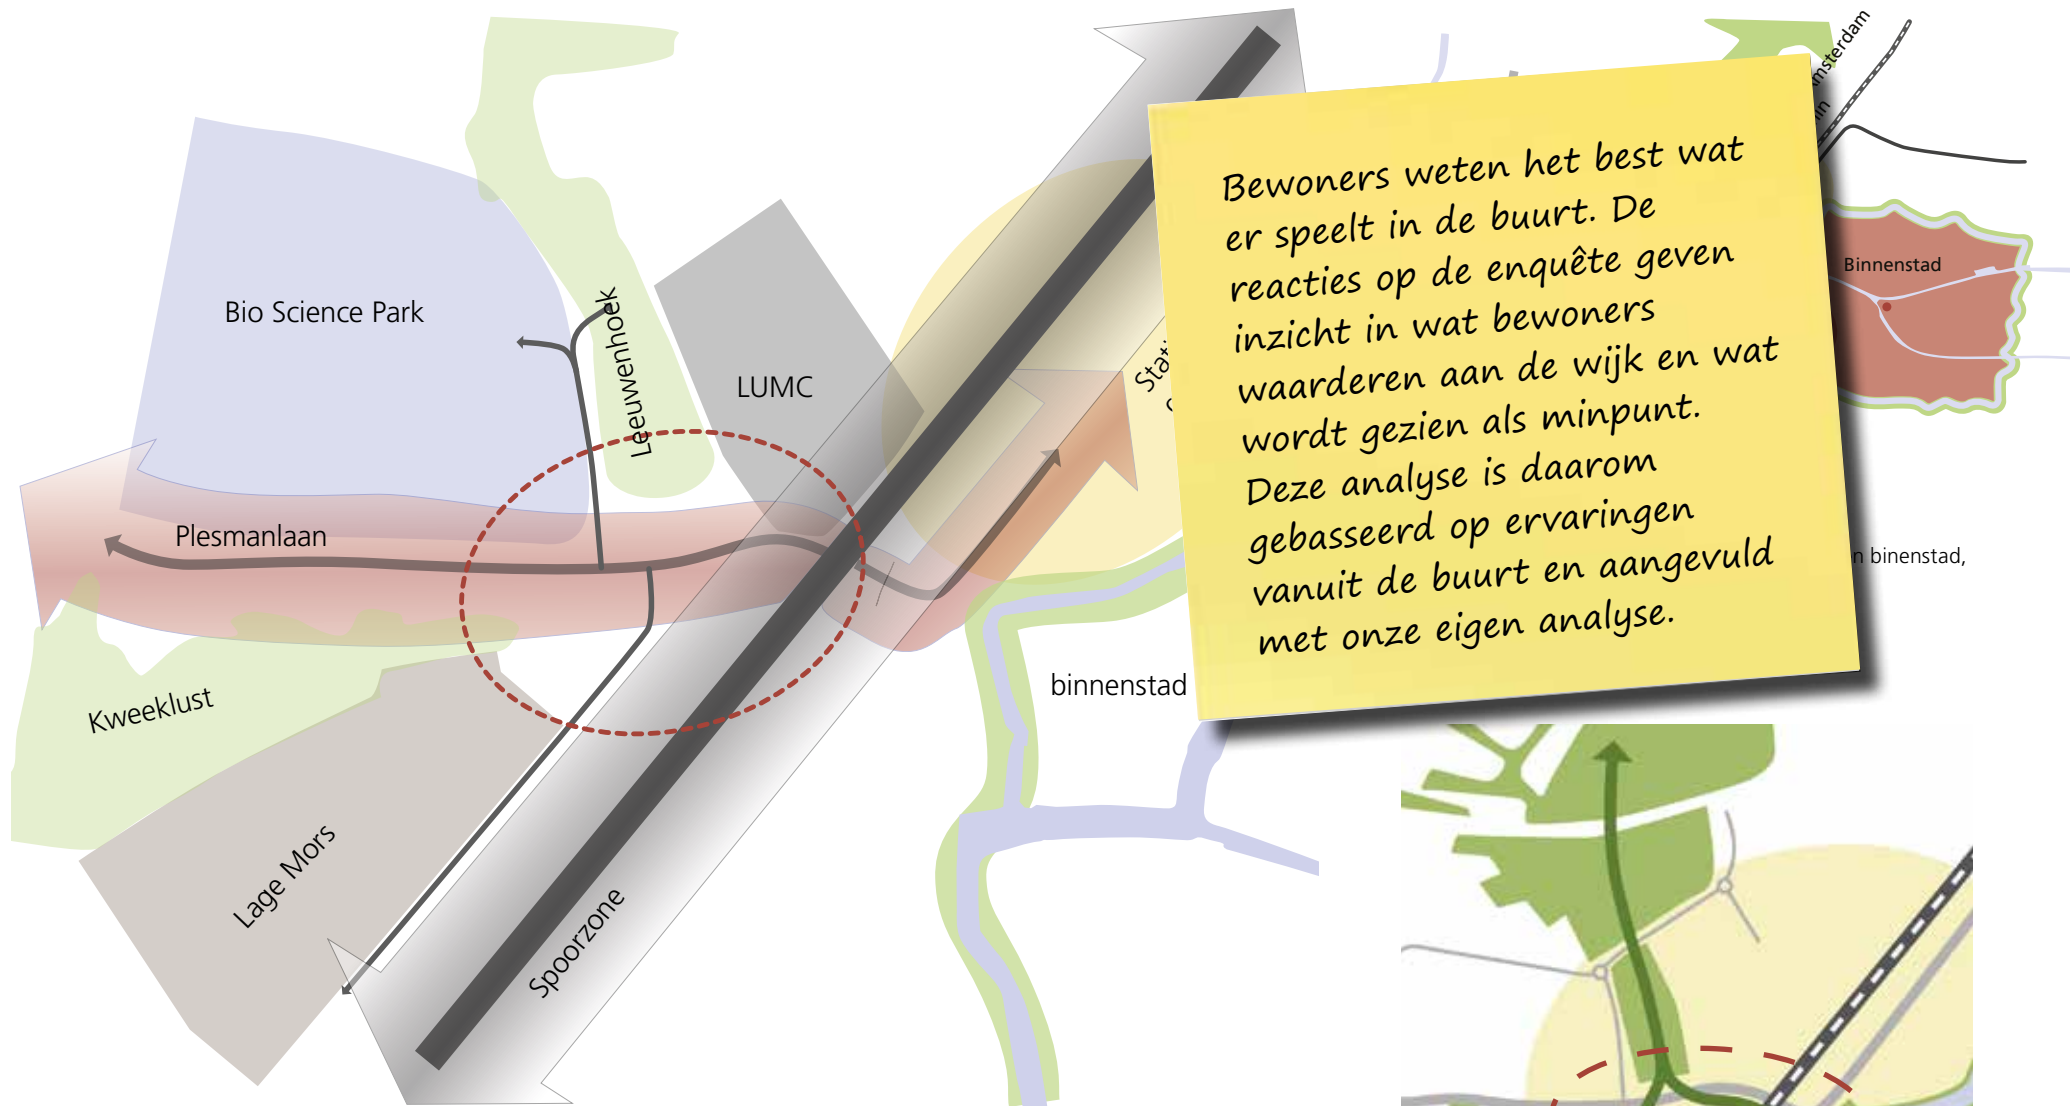 Bio Science Park
Leeuwenhoek
LUMC
Plesmanlaan
Kweeklust
Lage Mors
Spoorzone
binnenstad
Bewoners weten het best wat
er speelt in de buurt. De
reacties op de enquête geven
inzicht in wat bewoners
waarderen aan de wijk en wat
wordt gezien als minpunt.
Deze analyse is daarom
gebasseerd op ervaringen
vanuit de buurt en aangevuld
met onze eigen analyse.
Binnenstad
binenstad,